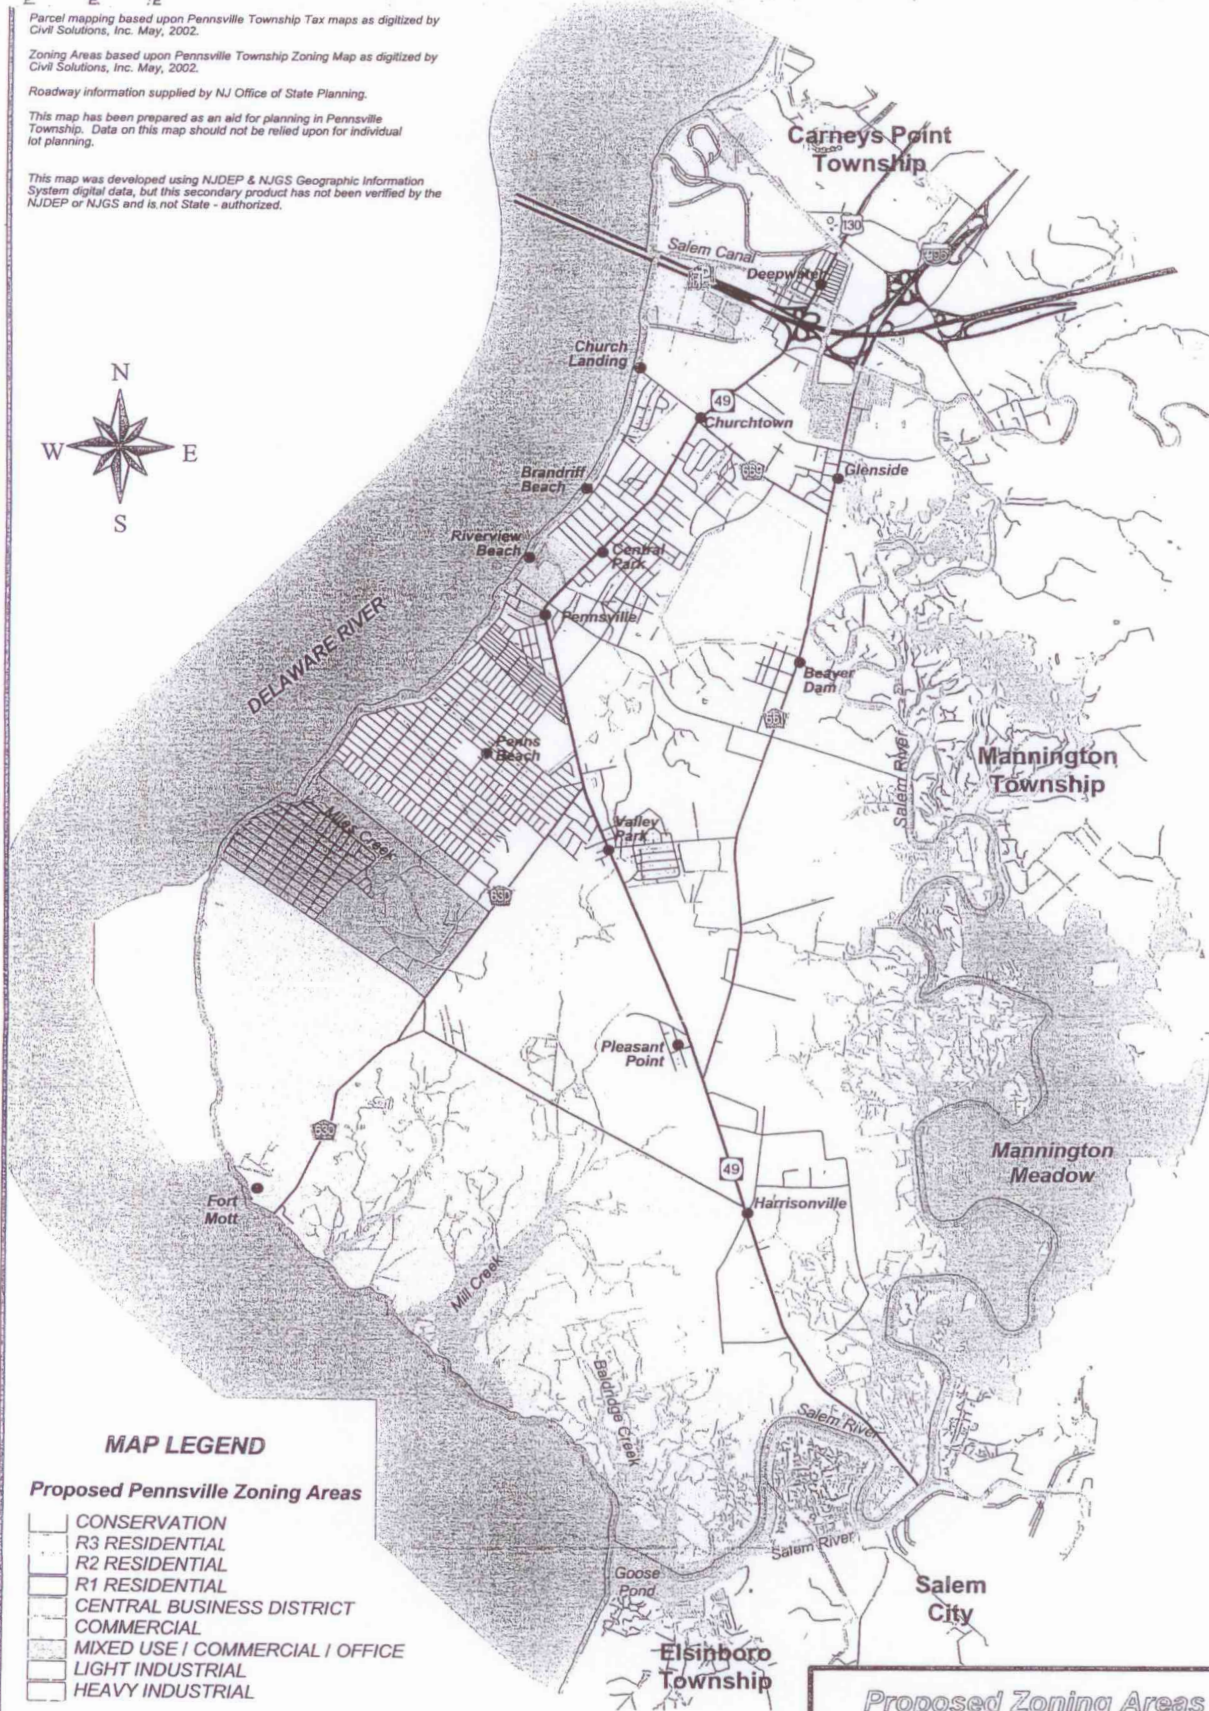 Parcel mapping based upon Pennsville Township Tax maps as digitized by
Civil Solutions, Inc. May, 2002.
Zoning Areas based upon Pennsville Township Zoning Map as digitized by
Civil Solutions, Inc. May, 2002.
Roadway information supplied by NJ Office of State Planning.
This map has been prepared as an aid for planning in Pennsville
Township. Data on this map should not be relied upon for individual
lot planning.
This map was developed using NJDEP & NJGS Geographic Information
System digital data, but this secondary product has not been verified by the
NJDEP or NJGS and is not State - authorized.
Carneys Point
Township
130
Salem Canal
Deepwater
Church
Landing
N
W
E
S
49
Churchtown
669
Glenside
Brandriff
Beach
Riverview
Beach
Central
Park
Pennsville
DELAWARE RIVER
Beaver
Dam
551
Penns
Beach
Salem River
Mannington
Township
Miles Creek
Valley
Park
630
Pleasant
Point
630
Mannington
Meadow
49
Fort
Mott
Harrisonville
Mill Creek
Baldridge Creek
Salem River
MAP LEGEND
Proposed Pennsville Zoning Areas
CONSERVATION
R3 RESIDENTIAL
R2 RESIDENTIAL
R1 RESIDENTIAL
CENTRAL BUSINESS DISTRICT
COMMERCIAL
MIXED USE / COMMERCIAL / OFFICE
LIGHT INDUSTRIAL
HEAVY INDUSTRIAL
Salem River
Goose
Pond
Salem
City
Elsinboro
Township
Proposed Zoning Areas